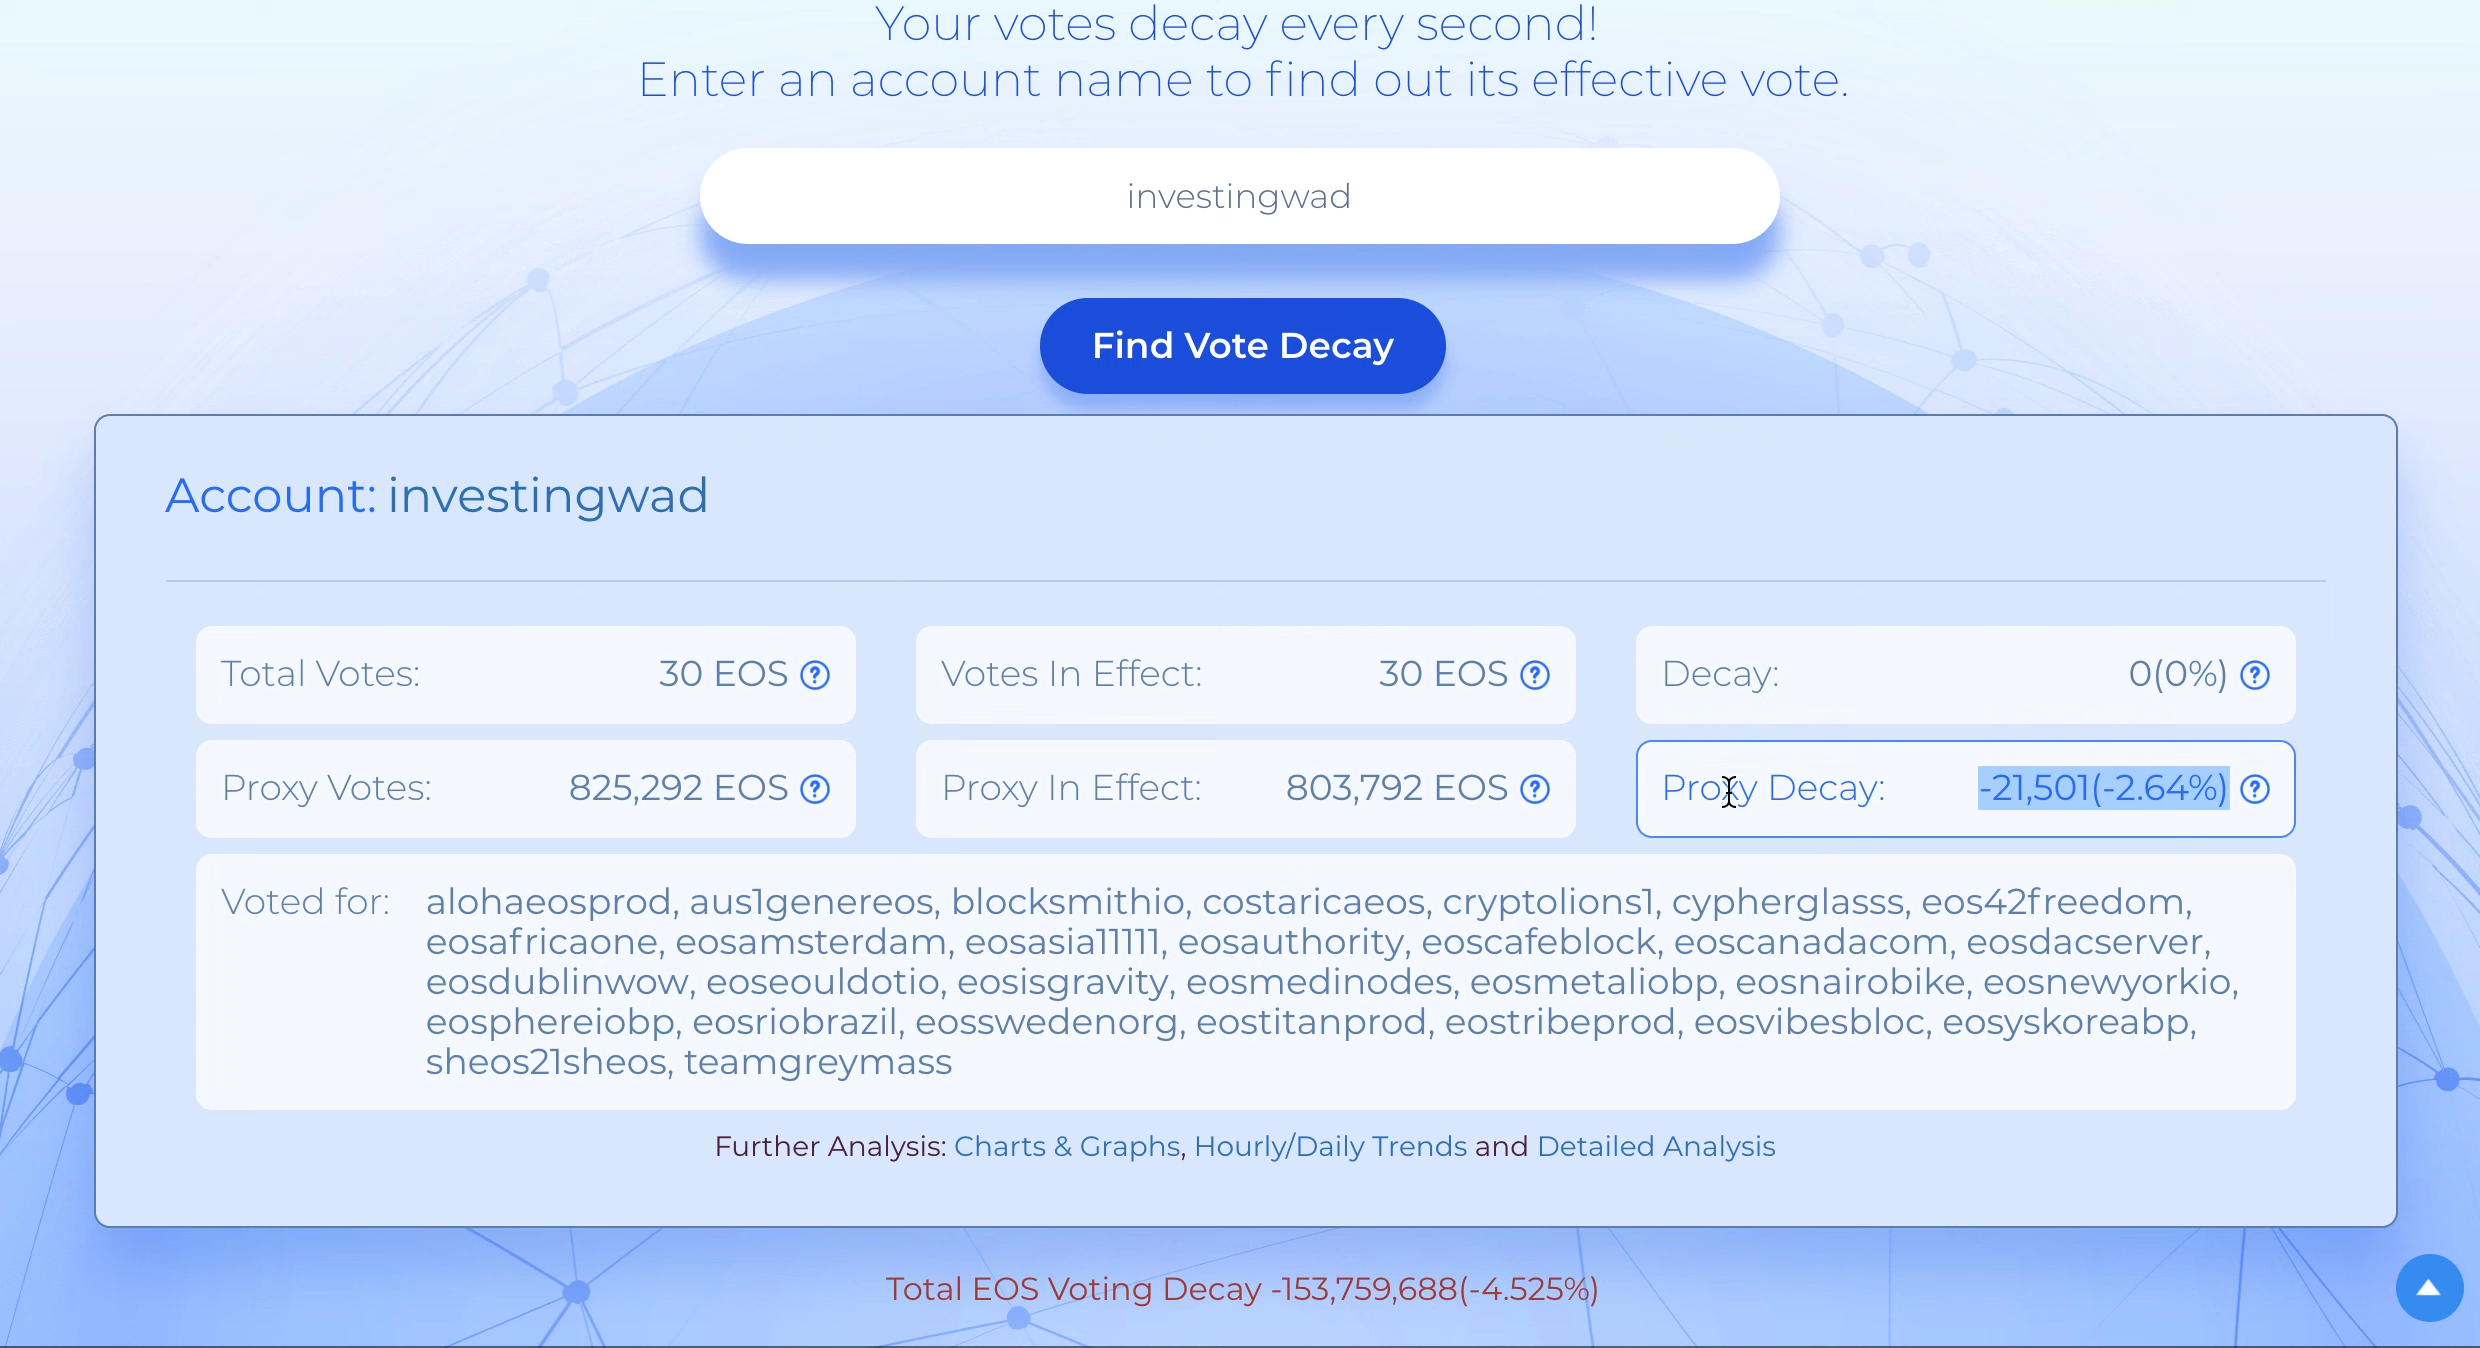 Your votes decay every second!
Enter an account name to find out its effective vote.
investingwad
Find Vote Decay
Account: investingwad
Total Votes: 30 EOS ?
Votes In Effect: 30 EOS ?
Decay: 0(0%) ?
Proxy Votes: 825,292 EOS ?
Proxy In Effect: 803,792 EOS ?
Proxy Decay: -21,501(-2.64%) ?
Voted for: alohaeosprod, aus1genereos, blocksmithio, costaricaeos, cryptolions1, cypherglasss, eos42freedom,
eosafricaone, eosamsterdam, eosasia11111, eosauthority, eoscafeblock, eoscanadacom, eosdacserver,
eosdublinwow, eoseouldotio, eosisgravity, eosmedinodes, eosmetaliobp, eosnairobike, eosnewyorkio,
eosphereiobp, eosriobrazil, eosswedenorg, eostitanprod, eostribeprod, eosvibesbloc, eosyskoreabp,
sheos21sheos, teamgreymass
Further Analysis: Charts & Graphs, Hourly/Daily Trends and Detailed Analysis
Total EOS Voting Decay -153,759,688(-4.525%)